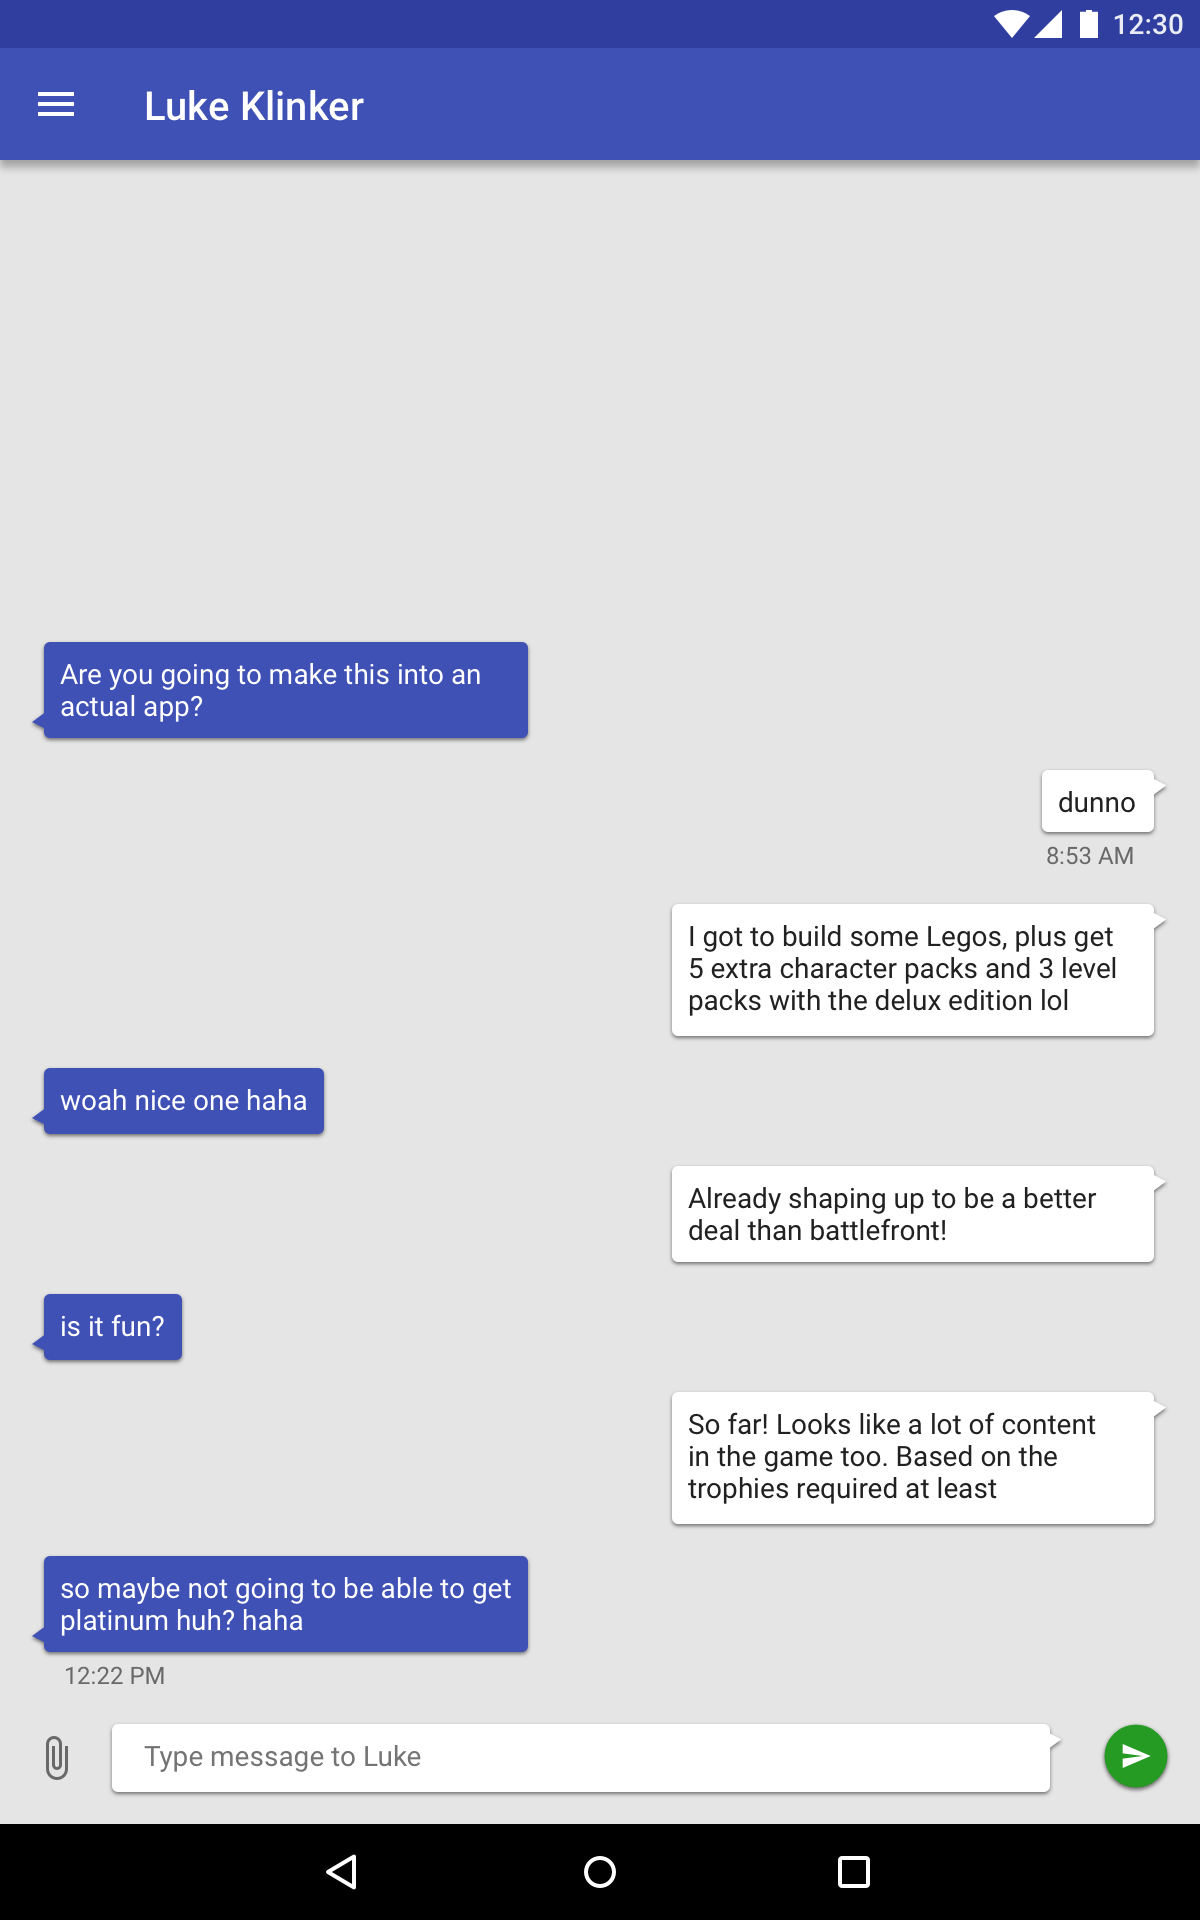 12:30
Luke Klinker
Are you going to make this into an
actual app?
dunno
8:53 AM
I got to build some Legos, plus get
5 extra character packs and 3 level
packs with the delux edition lol
woah nice one haha
Already shaping up to be a better
deal than battlefront!
is it fun?
So far! Looks like a lot of content
in the game too. Based on the
trophies required at least
so maybe not going to be able to get
platinum huh? haha
12:22 PM
Type message to Luke